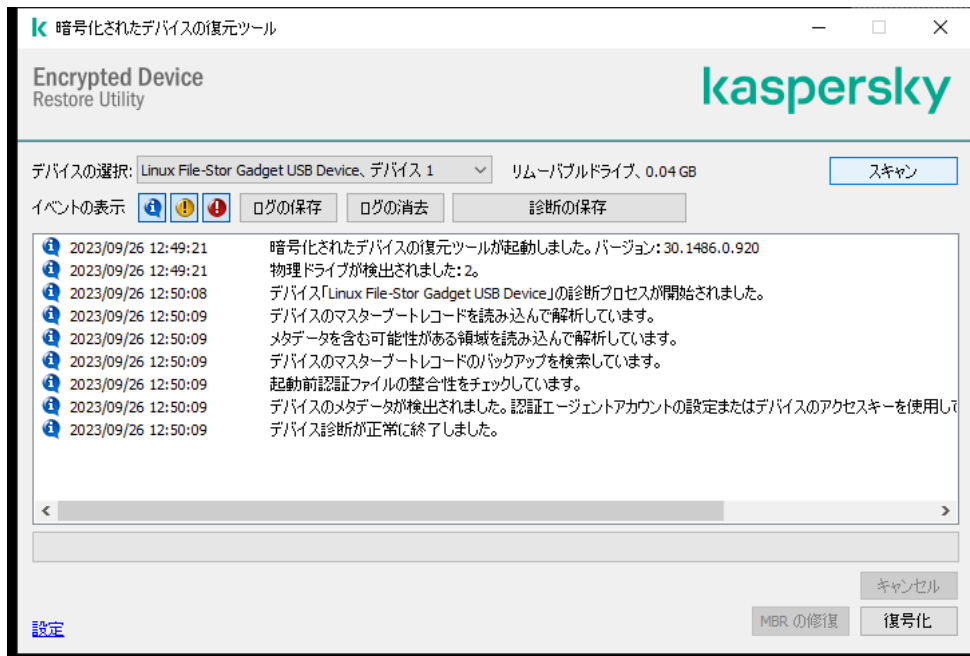 暗号化されたデバイスの復元ツール
Encrypted Device
Restore Utility
kaspersky
デバイスの選択: Linux File-Stor Gadget USB Device、デバイス 1 リムーバブルドライブ、0.04 GB スキャン
イベントの表示 ログの保存 ログの消去 診断の保存
2023/09/26 12:49:21 暗号化されたデバイスの復元ツールが起動しました。バージョン: 30.1486.0.920
2023/09/26 12:49:21 物理ドライブが検出されました: 2。
2023/09/26 12:50:08 デバイス「Linux File-Stor Gadget USB Device」の診断プロセスが開始されました。
2023/09/26 12:50:09 デバイスのマスターブートレコードを読み込んで解析しています。
2023/09/26 12:50:09 メタデータを含む可能性がある領域を読み込んで解析しています。
2023/09/26 12:50:09 デバイスのマスターブートレコードのバックアップを検索しています。
2023/09/26 12:50:09 起動前認証ファイルの整合性をチェックしています。
2023/09/26 12:50:09 デバイスのメタデータが検出されました。認証エージェントアカウントの設定またはデバイスのアクセスキーを使用して
2023/09/26 12:50:09 デバイス診断が正常に終了しました。
キャンセル
設定 MBR の修復 復号化